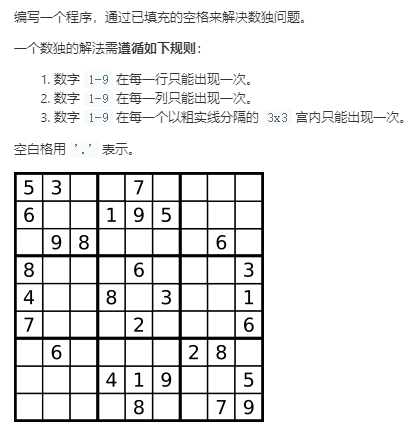 编写一个程序，通过已填充的空格来解决数独问题。
一个数独的解法需遵循如下规则：
1. 数字 1-9 在每一行只能出现一次。
2. 数字 1-9 在每一列只能出现一次。
3. 数字 1-9 在每一个以粗实线分隔的 3x3 宫内只能出现一次。
空白格用 '.' 表示。
5 3 7
6 1 9 5
9 8 6
8 6 3
4 8 3 1
7 2 6
6 2 8
4 1 9 5
8 7 9